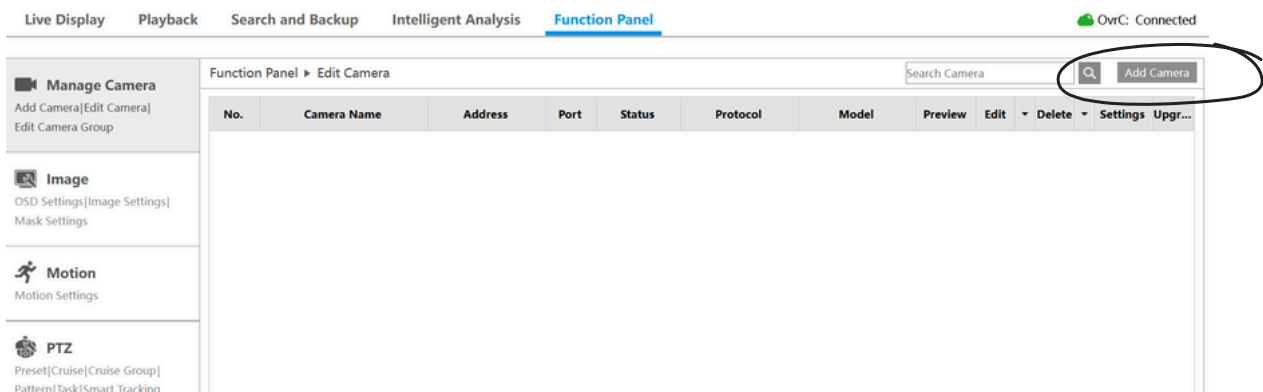 Live Display Playback Search and Backup Intelligent Analysis Function Panel OvrC: Connected
Manage Camera
Add Camera|Edit Camera|
Edit Camera Group
Image
OSD Settings|Image Settings|
Mask Settings
Motion
Motion Settings
PTZ
Preset|Cruise|Cruise Group|
Pattern|Task|Smart Tracking
Function Panel ▶ Edit Camera Search Camera Add Camera
No. Camera Name Address Port Status Protocol Model Preview Edit Delete Settings Upgr...